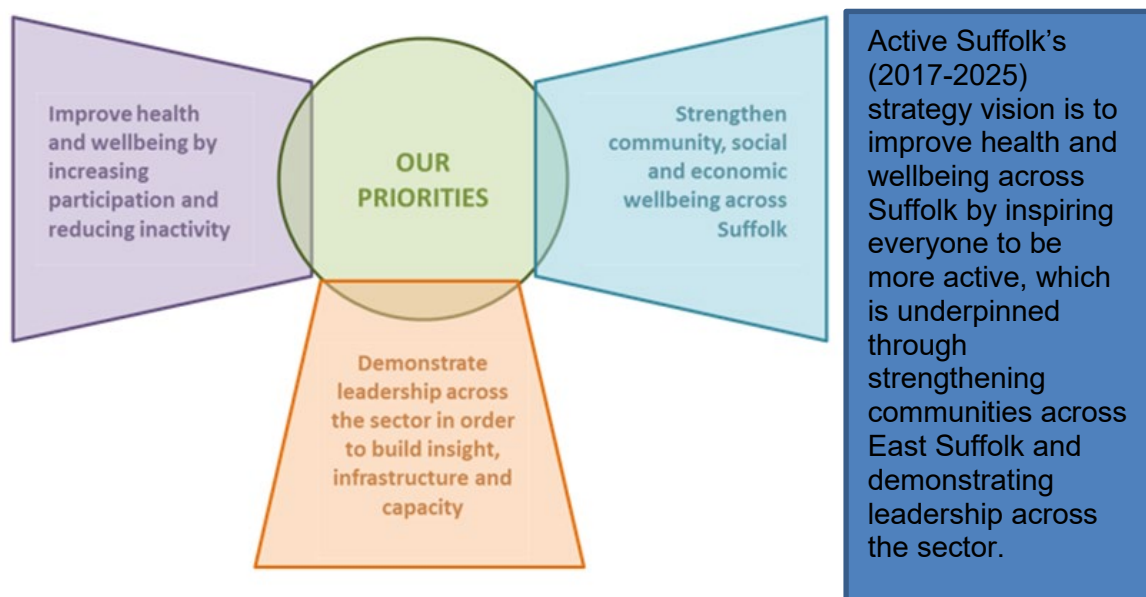 Improve health
and wellbeing by
increasing
participation and
reducing inactivity
OUR
PRIORITIES
Strengthen
community, social
and economic
wellbeing across
Suffolk
Demonstrate
leadership across
the sector in order
to build insight,
infrastructure and
capacity
Active Suffolk’s
(2017-2025)
strategy vision is to
improve health and
wellbeing across
Suffolk by inspiring
everyone to be
more active, which
is underpinned
through
strengthening
communities across
East Suffolk and
demonstrating
leadership across
the sector.